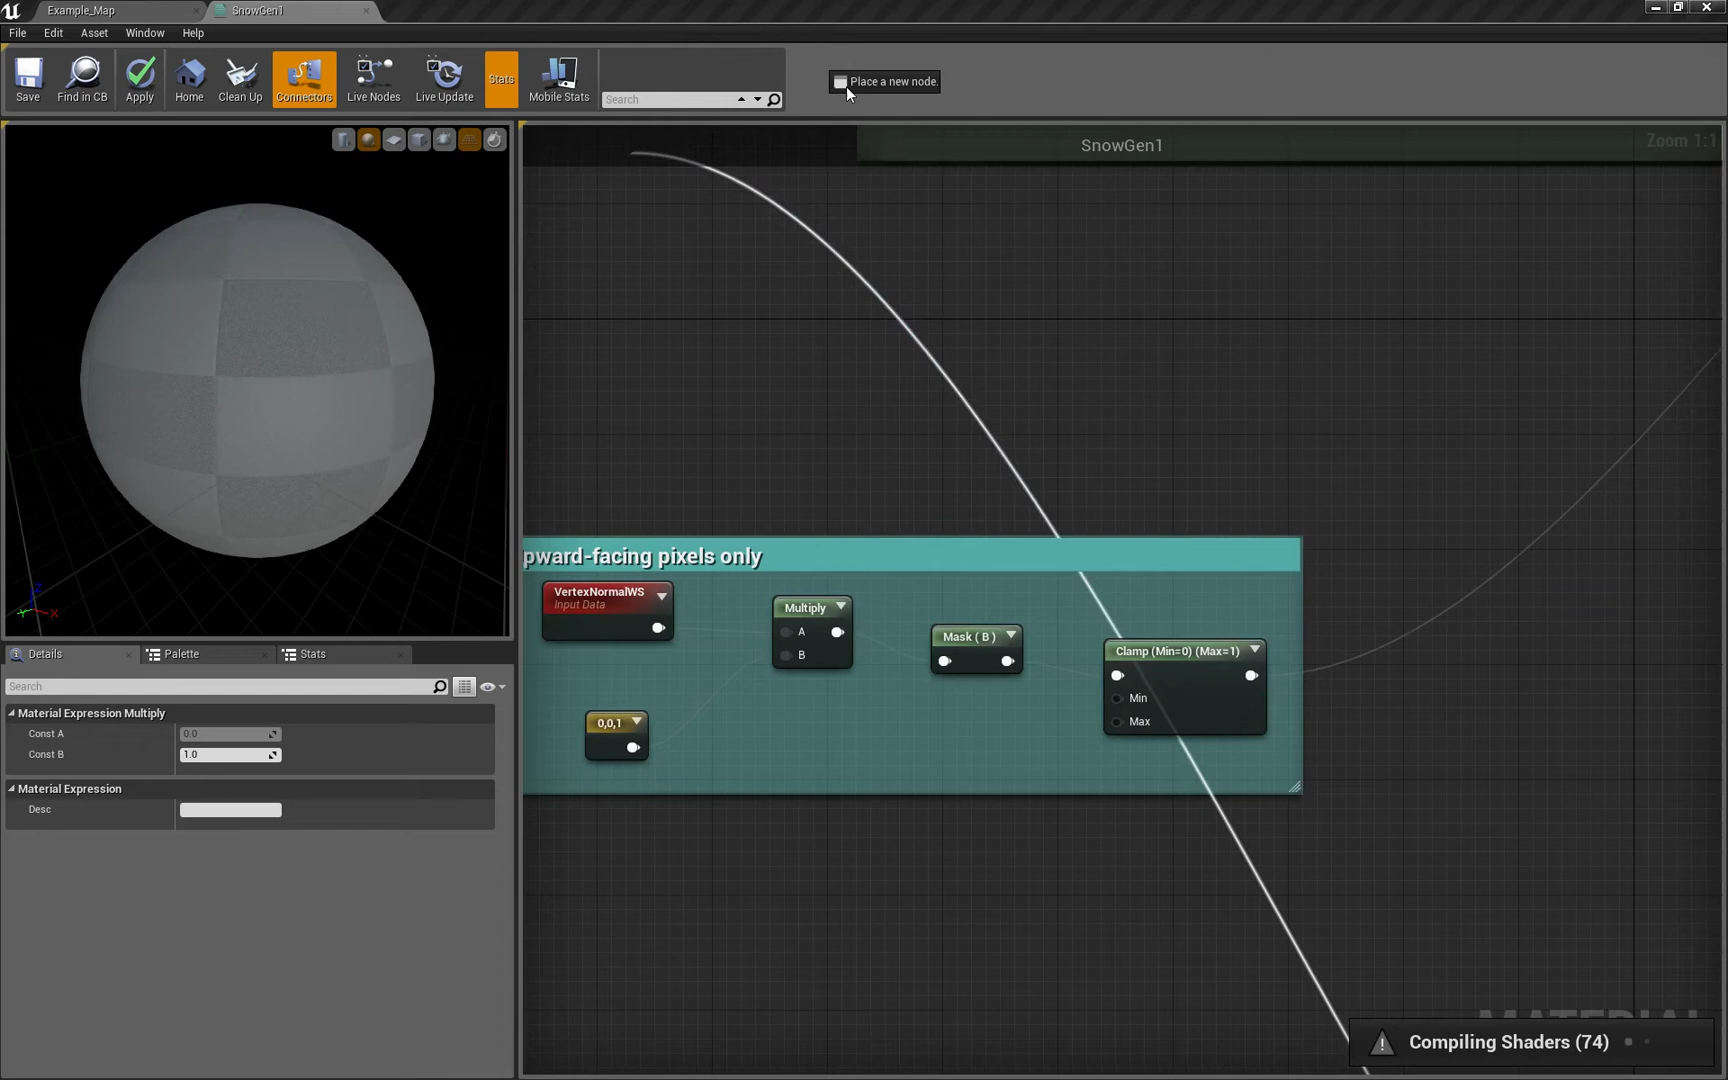 Example_Map
SnowGen1
File
Edit
Asset
Window
Help
Save
Find in CB
Apply
Home
Clean Up
Connectors
Live Nodes
Live Update
Stats
Mobile Stats
Search
Place a new node.
SnowGen1
Zoom 1:1
pward-facing pixels only
VertexNormalWS
Input Data
Multiply
A
B
Mask ( B )
Clamp (Min=0) (Max=1)
Min
Max
0,0,1
Z
X
Details
Palette
Stats
Search
Material Expression Multiply
Const A
0.0
Const B
1.0
Material Expression
Desc
MATERIAL
Compiling Shaders (74)